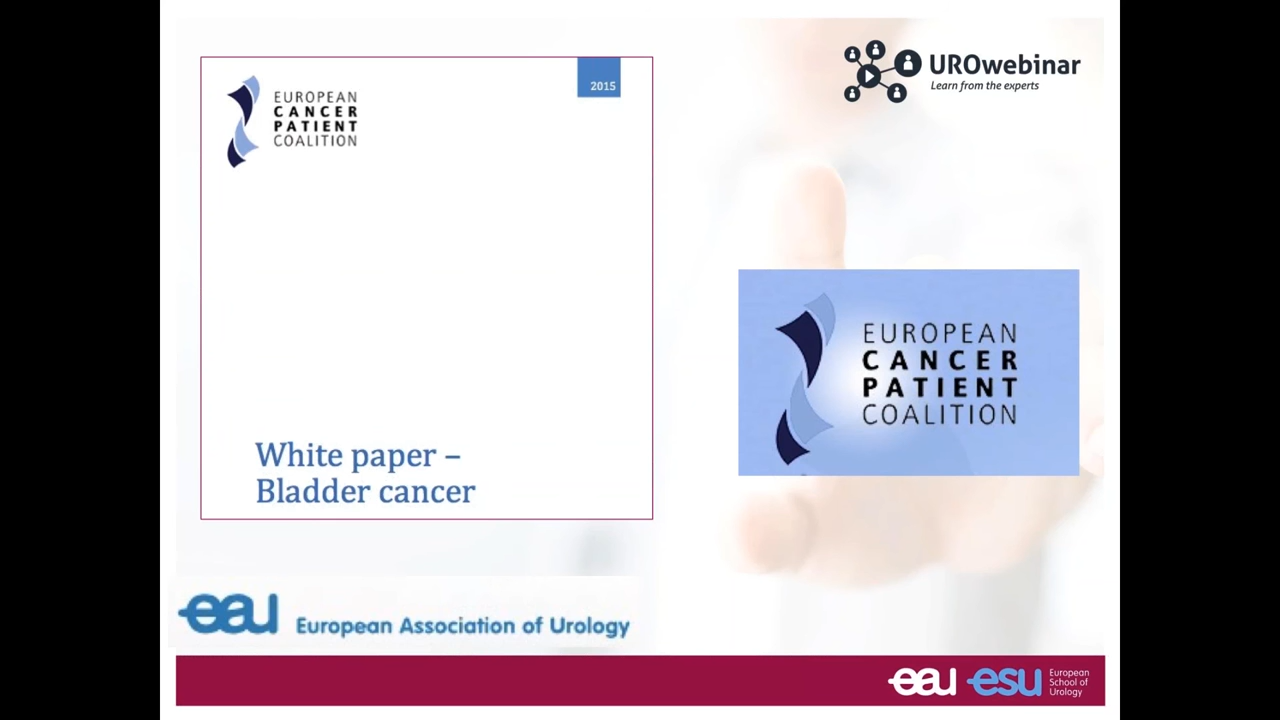 2015
EUROPEAN
CANCER
PATIENT
COALITION
White paper –
Bladder cancer
eau European Association of Urology
UROwebinar
Learn from the experts
EUROPEAN
CANCER
PATIENT
COALITION
eau esu European
School of
Urology